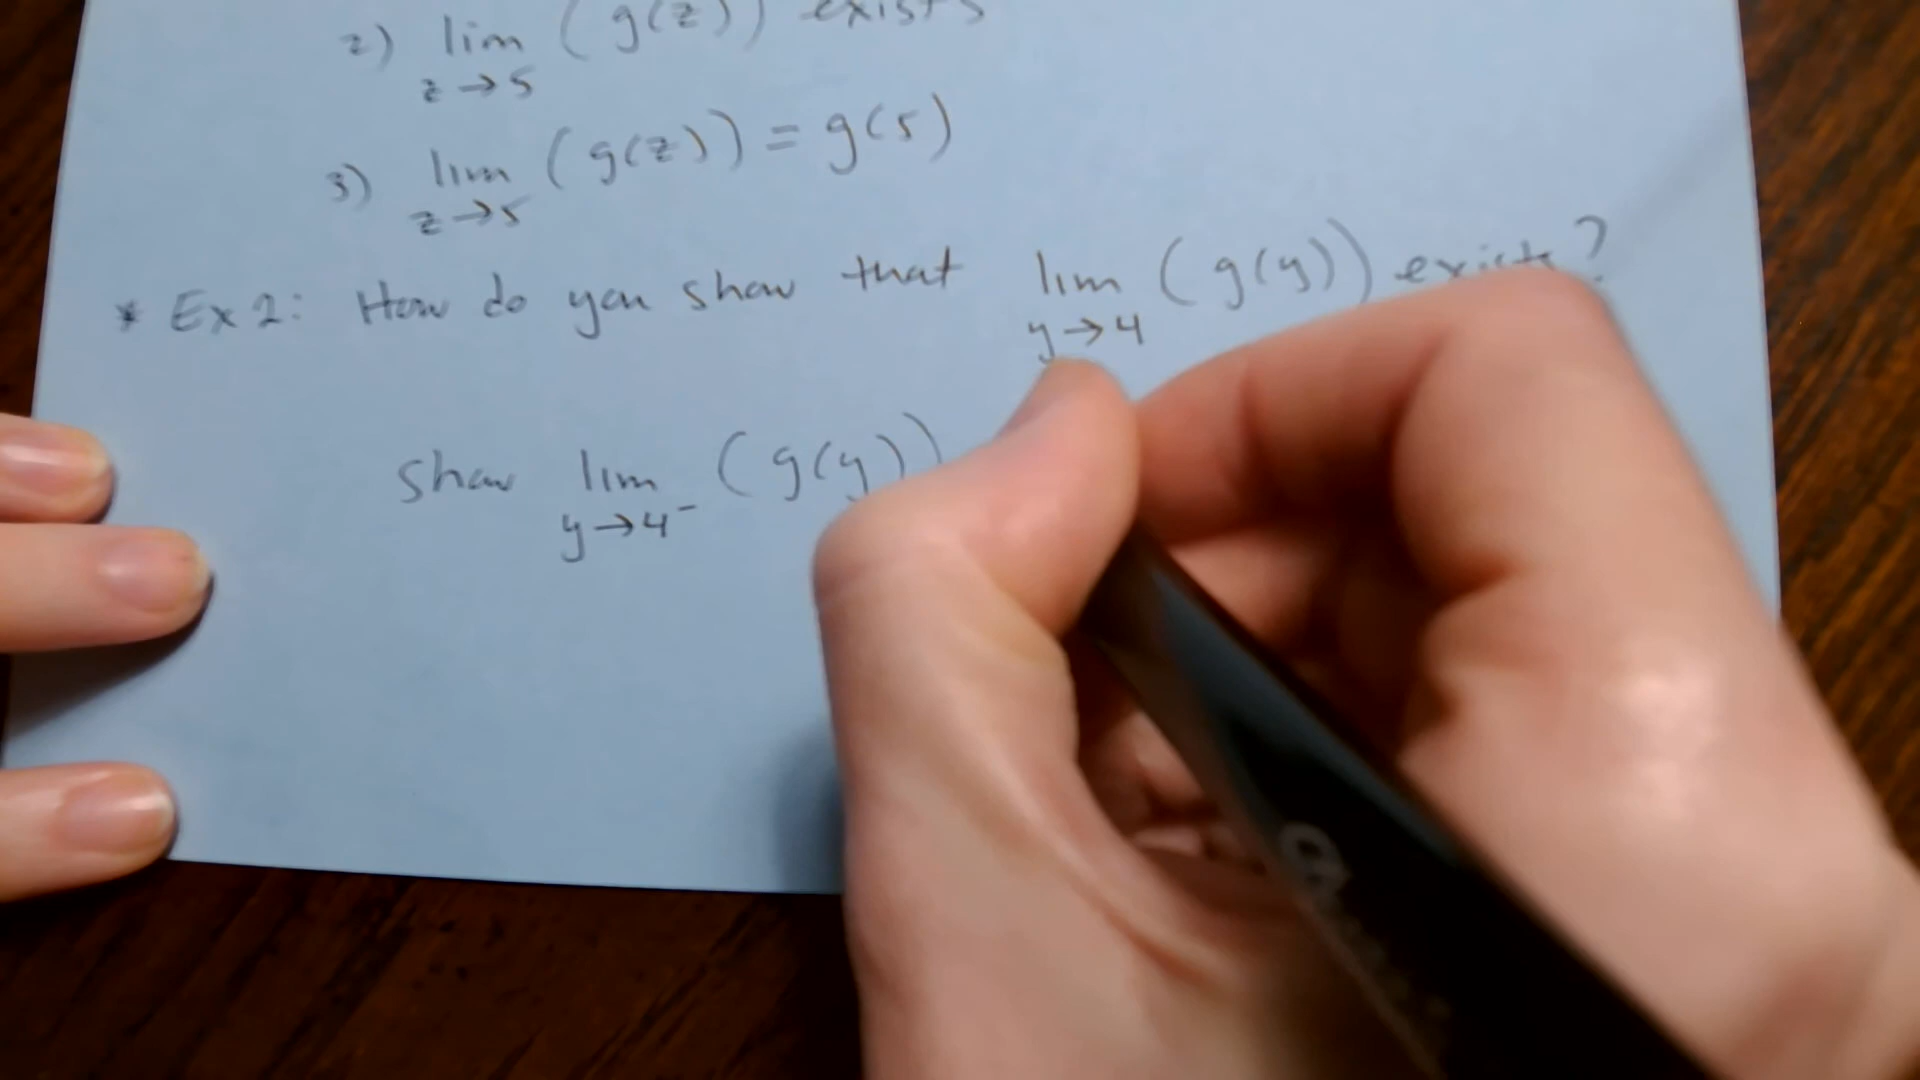 2) lim (g(z)) exists
z→5
3) lim (g(z)) = g(5)
z→5
* Ex 2: How do you show that lim (g(y)) exists?
y→4
show lim (g(y))
y→4⁻